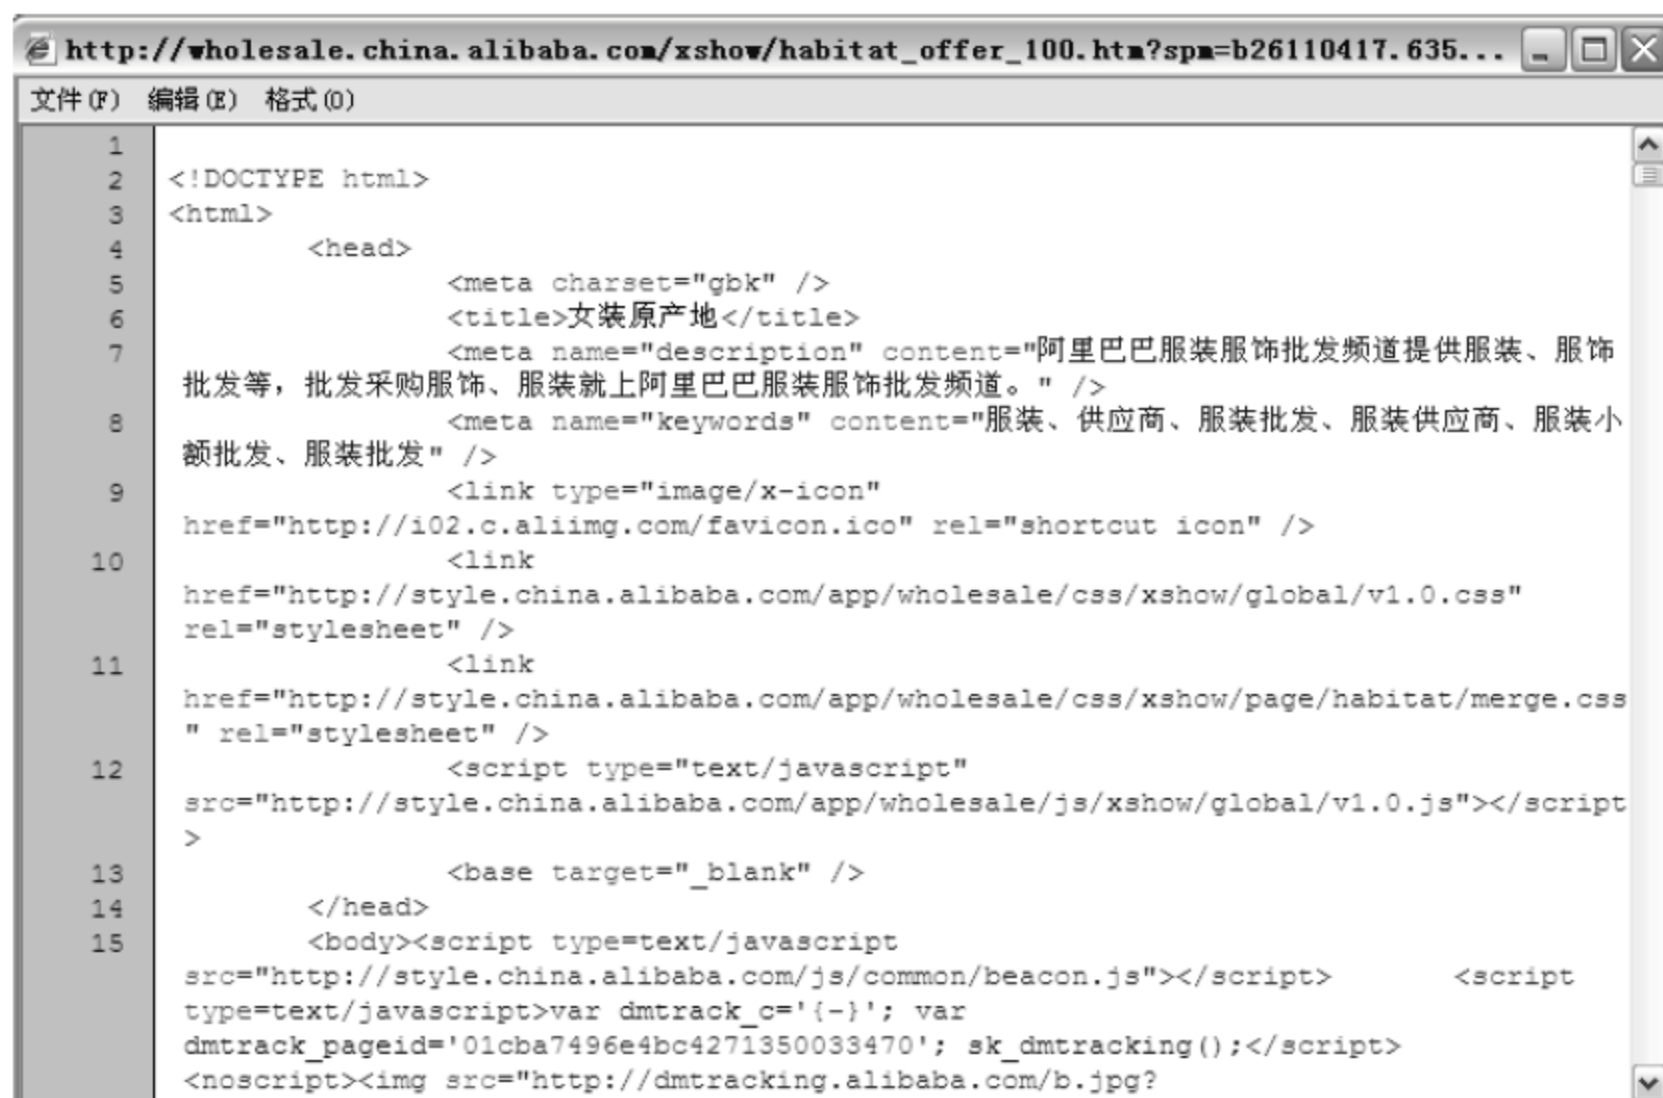 http://wholesale.china.alibaba.com/xshow/habitat_offer_100.htm?spm=b26110417.635...
文件(F) 编辑(E) 格式(O)
1
2 <!DOCTYPE html>
3 <html>
4 <head>
5 <meta charset="gbk" />
6 <title>女装原产地</title>
7 <meta name="description" content="阿里巴巴服装服饰批发频道提供服装、服饰
批发等，批发采购服饰、服装就上阿里巴巴服装服饰批发频道。" />
8 <meta name="keywords" content="服装、供应商、服装批发、服装供应商、服装小
额批发、服装批发" />
9 <link type="image/x-icon"
href="http://i02.c.aliimg.com/favicon.ico" rel="shortcut icon" />
10 <link
href="http://style.china.alibaba.com/app/wholesale/css/xshow/global/v1.0.css"
rel="stylesheet" />
11 <link
href="http://style.china.alibaba.com/app/wholesale/css/xshow/page/habitat/merge.css
" rel="stylesheet" />
12 <script type="text/javascript"
src="http://style.china.alibaba.com/app/wholesale/js/xshow/global/v1.0.js"></script
>
13 <base target="_blank" />
14 </head>
15 <body><script type=text/javascript
src="http://style.china.alibaba.com/js/common/beacon.js"></script> <script
type=text/javascript>var dmtrack_c='{-}'; var
dmtrack_pageid='01cba7496e4bc4271350033470'; sk_dmtracking();</script>
<noscript><img src="http://dmtracking.alibaba.com/b.jpg?